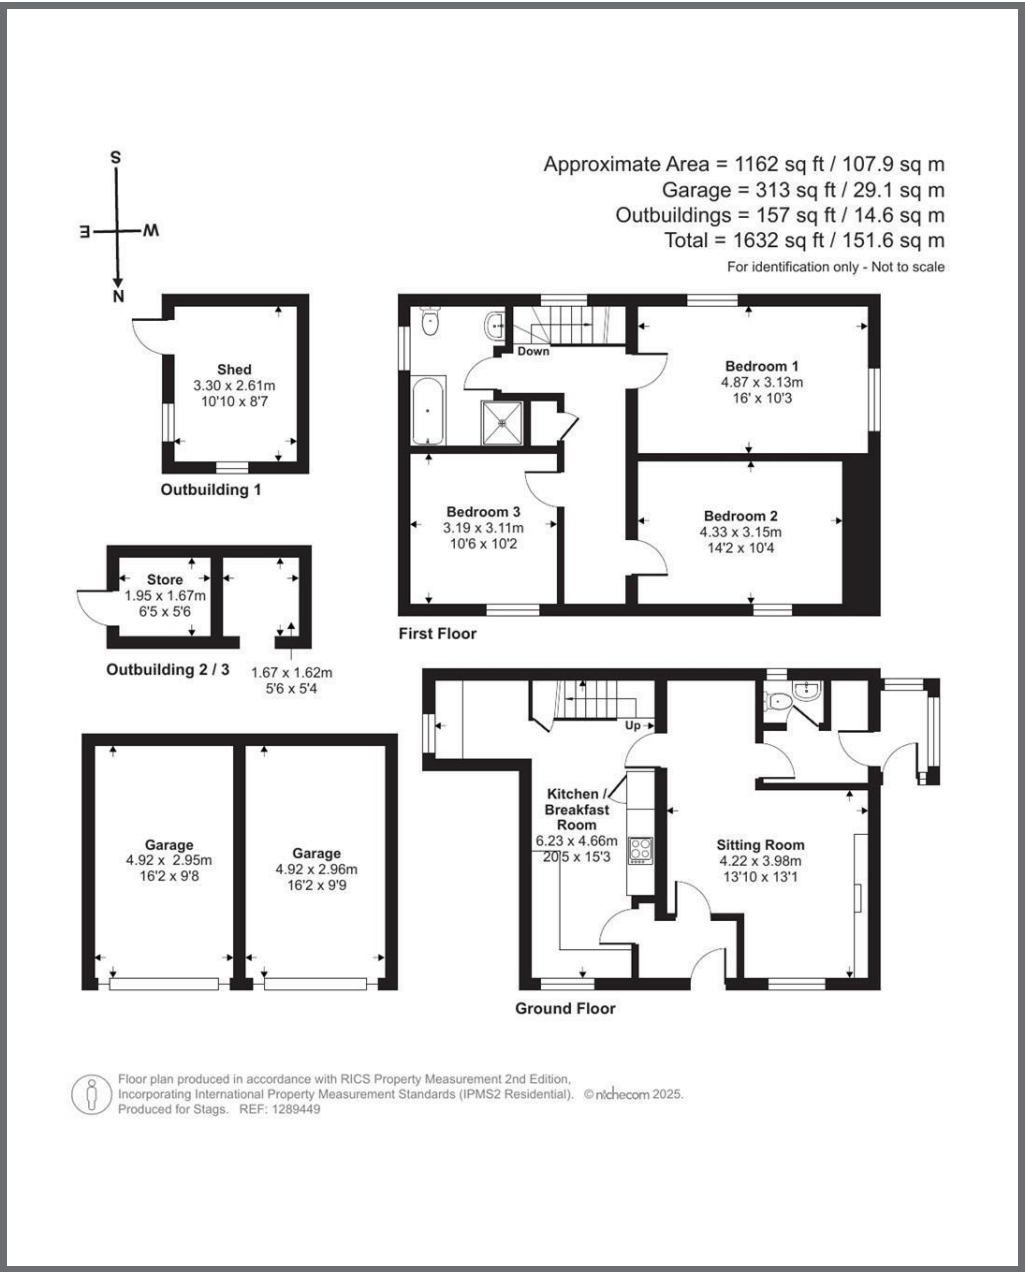 S
E
W
N
Approximate Area = 1162 sq ft / 107.9 sq m
Garage = 313 sq ft / 29.1 sq m
Outbuildings = 157 sq ft / 14.6 sq m
Total = 1632 sq ft / 151.6 sq m
For identification only - Not to scale
Shed
3.30 x 2.61m
10'10 x 8'7
Outbuilding 1
Down
Bedroom 1
4.87 x 3.13m
16' x 10'3
Bedroom 3
3.19 x 3.11m
10'6 x 10'2
Bedroom 2
4.33 x 3.15m
14'2 x 10'4
First Floor
Store
1.95 x 1.67m
6'5 x 5'6
Outbuilding 2 / 3
1.67 x 1.62m
5'6 x 5'4
Up
Kitchen /
Breakfast
Room
6.23 x 4.66m
20'5 x 15'3
Sitting Room
4.22 x 3.98m
13'10 x 13'1
Garage
4.92 x 2.95m
16'2 x 9'8
Garage
4.92 x 2.96m
16'2 x 9'9
Ground Floor
Floor plan produced in accordance with RICS Property Measurement 2nd Edition,
Incorporating International Property Measurement Standards (IPMS2 Residential). © nichecom 2025.
Produced for Stags. REF: 1289449